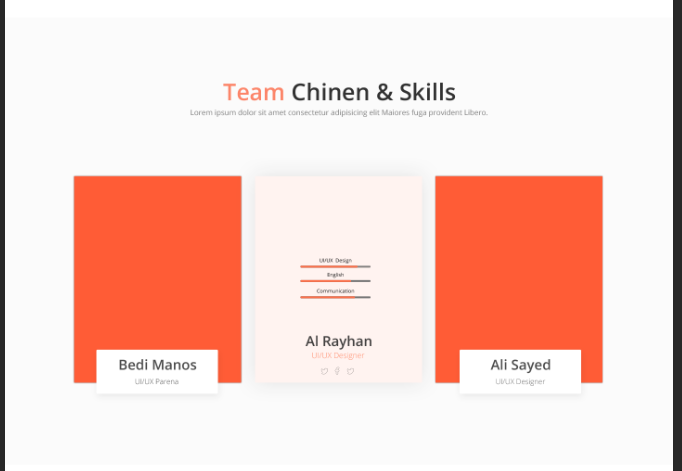 Team Chinen & Skills
Lorem ipsum dolor sit amet consectetur adipisicing elit Maiores fuga provident Libero.
UI/UX Design
English
Communication
Bedi Manos
UI/UX Parena
Al Rayhan
UI/UX Designer
Ali Sayed
UI/UX Designer